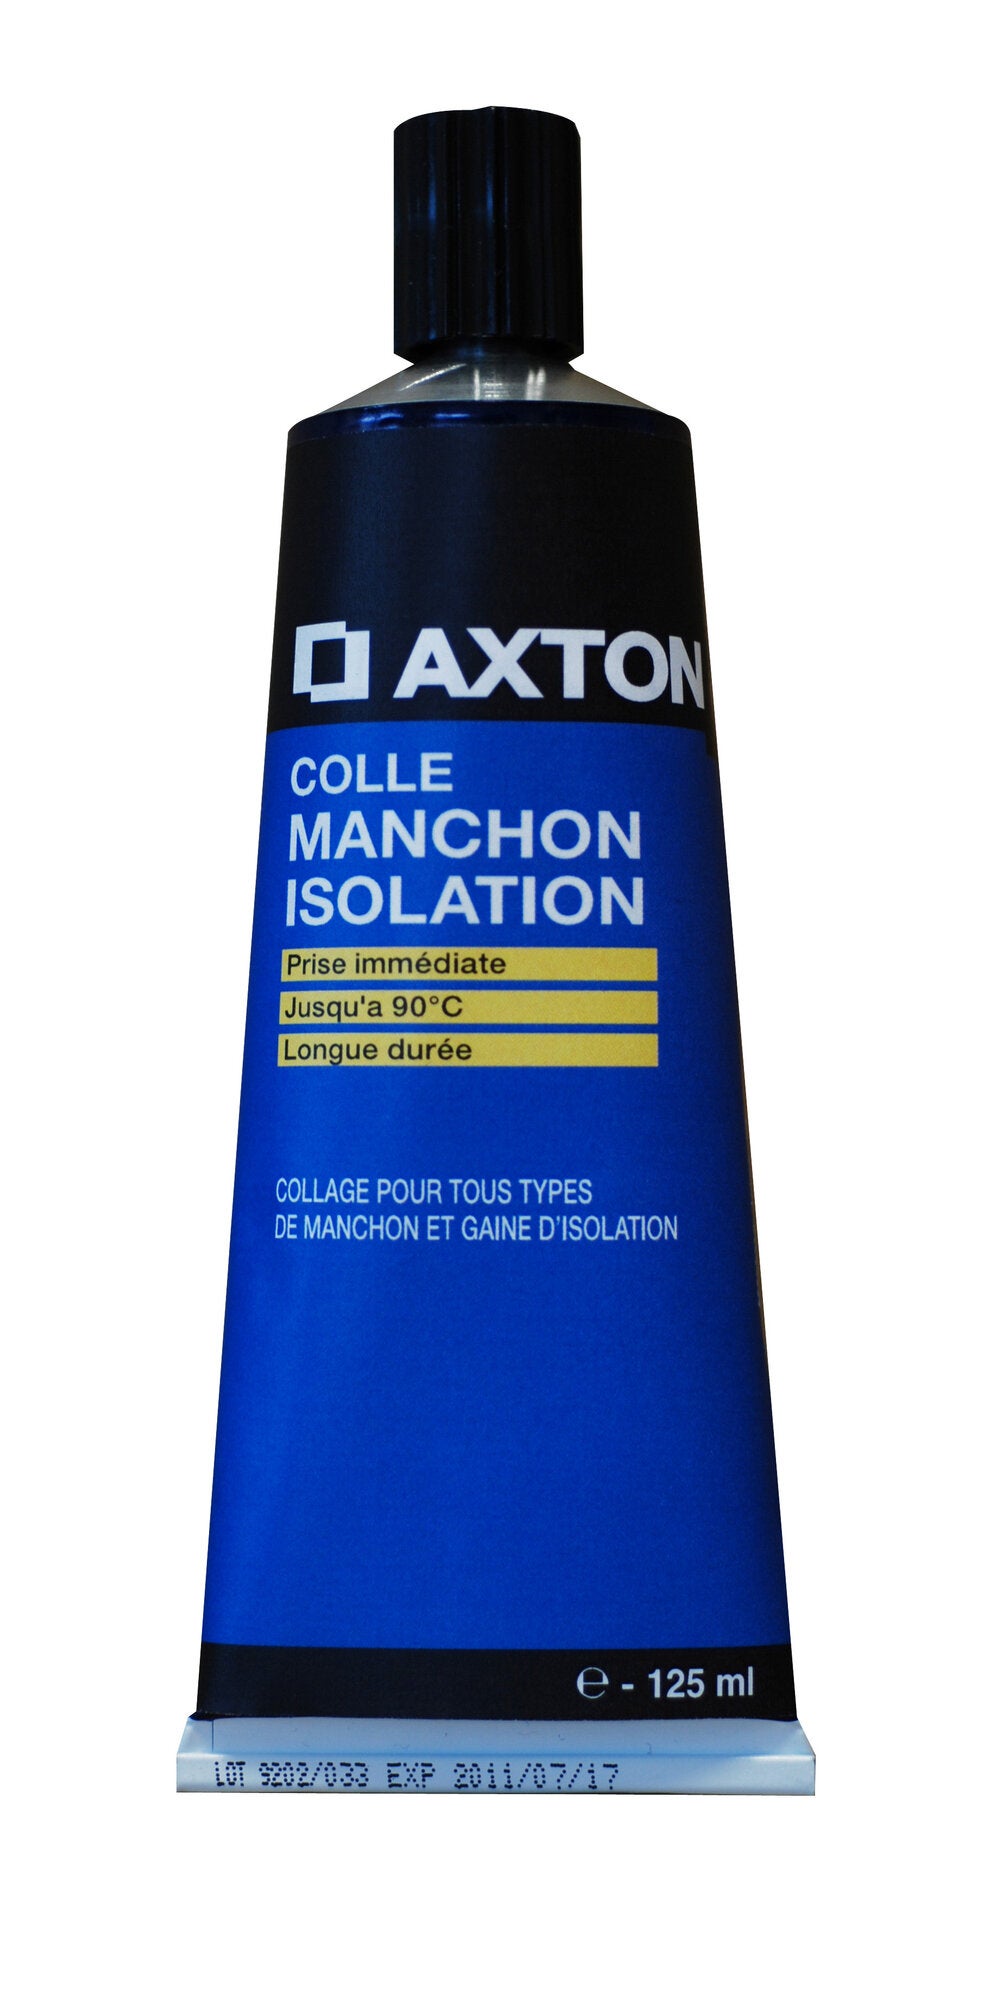 AXTON
COLLE
MANCHON
ISOLATION
Prise immédiate
Jusqu'a 90°C
Longue durée
COLLAGE POUR TOUS TYPES
DE MANCHON ET GAINE D'ISOLATION
℮ - 125 ml
LOT 9202/033 EXP 2011/07/17